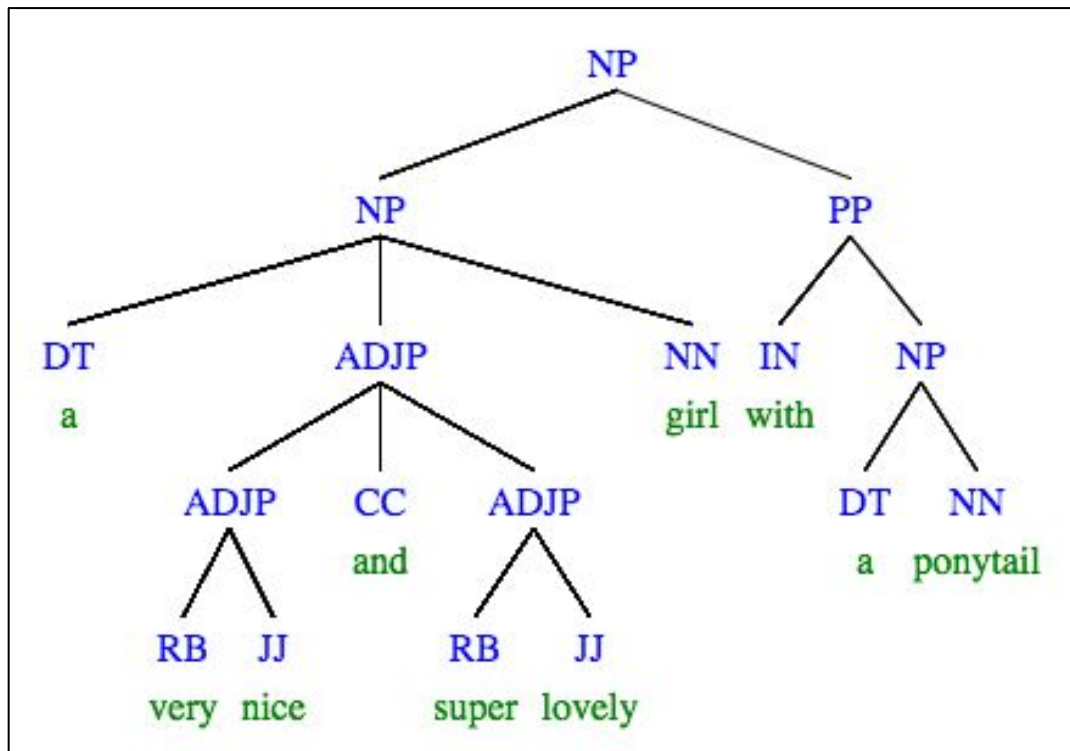 NP
NP PP
DT ADJP NN IN NP
a girl with
ADJP CC ADJP DT NN
and a ponytail
RB JJ RB JJ
very nice super lovely